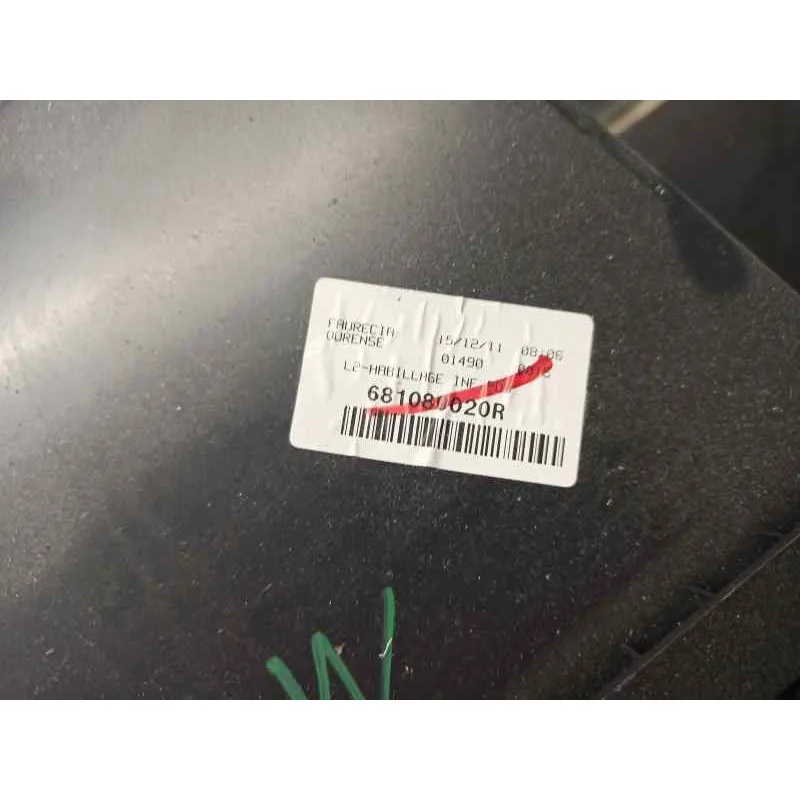 FAURECIA 15/12/11 08:06
OURENSE 01490
L2-HABILLAGE INF
681080020R